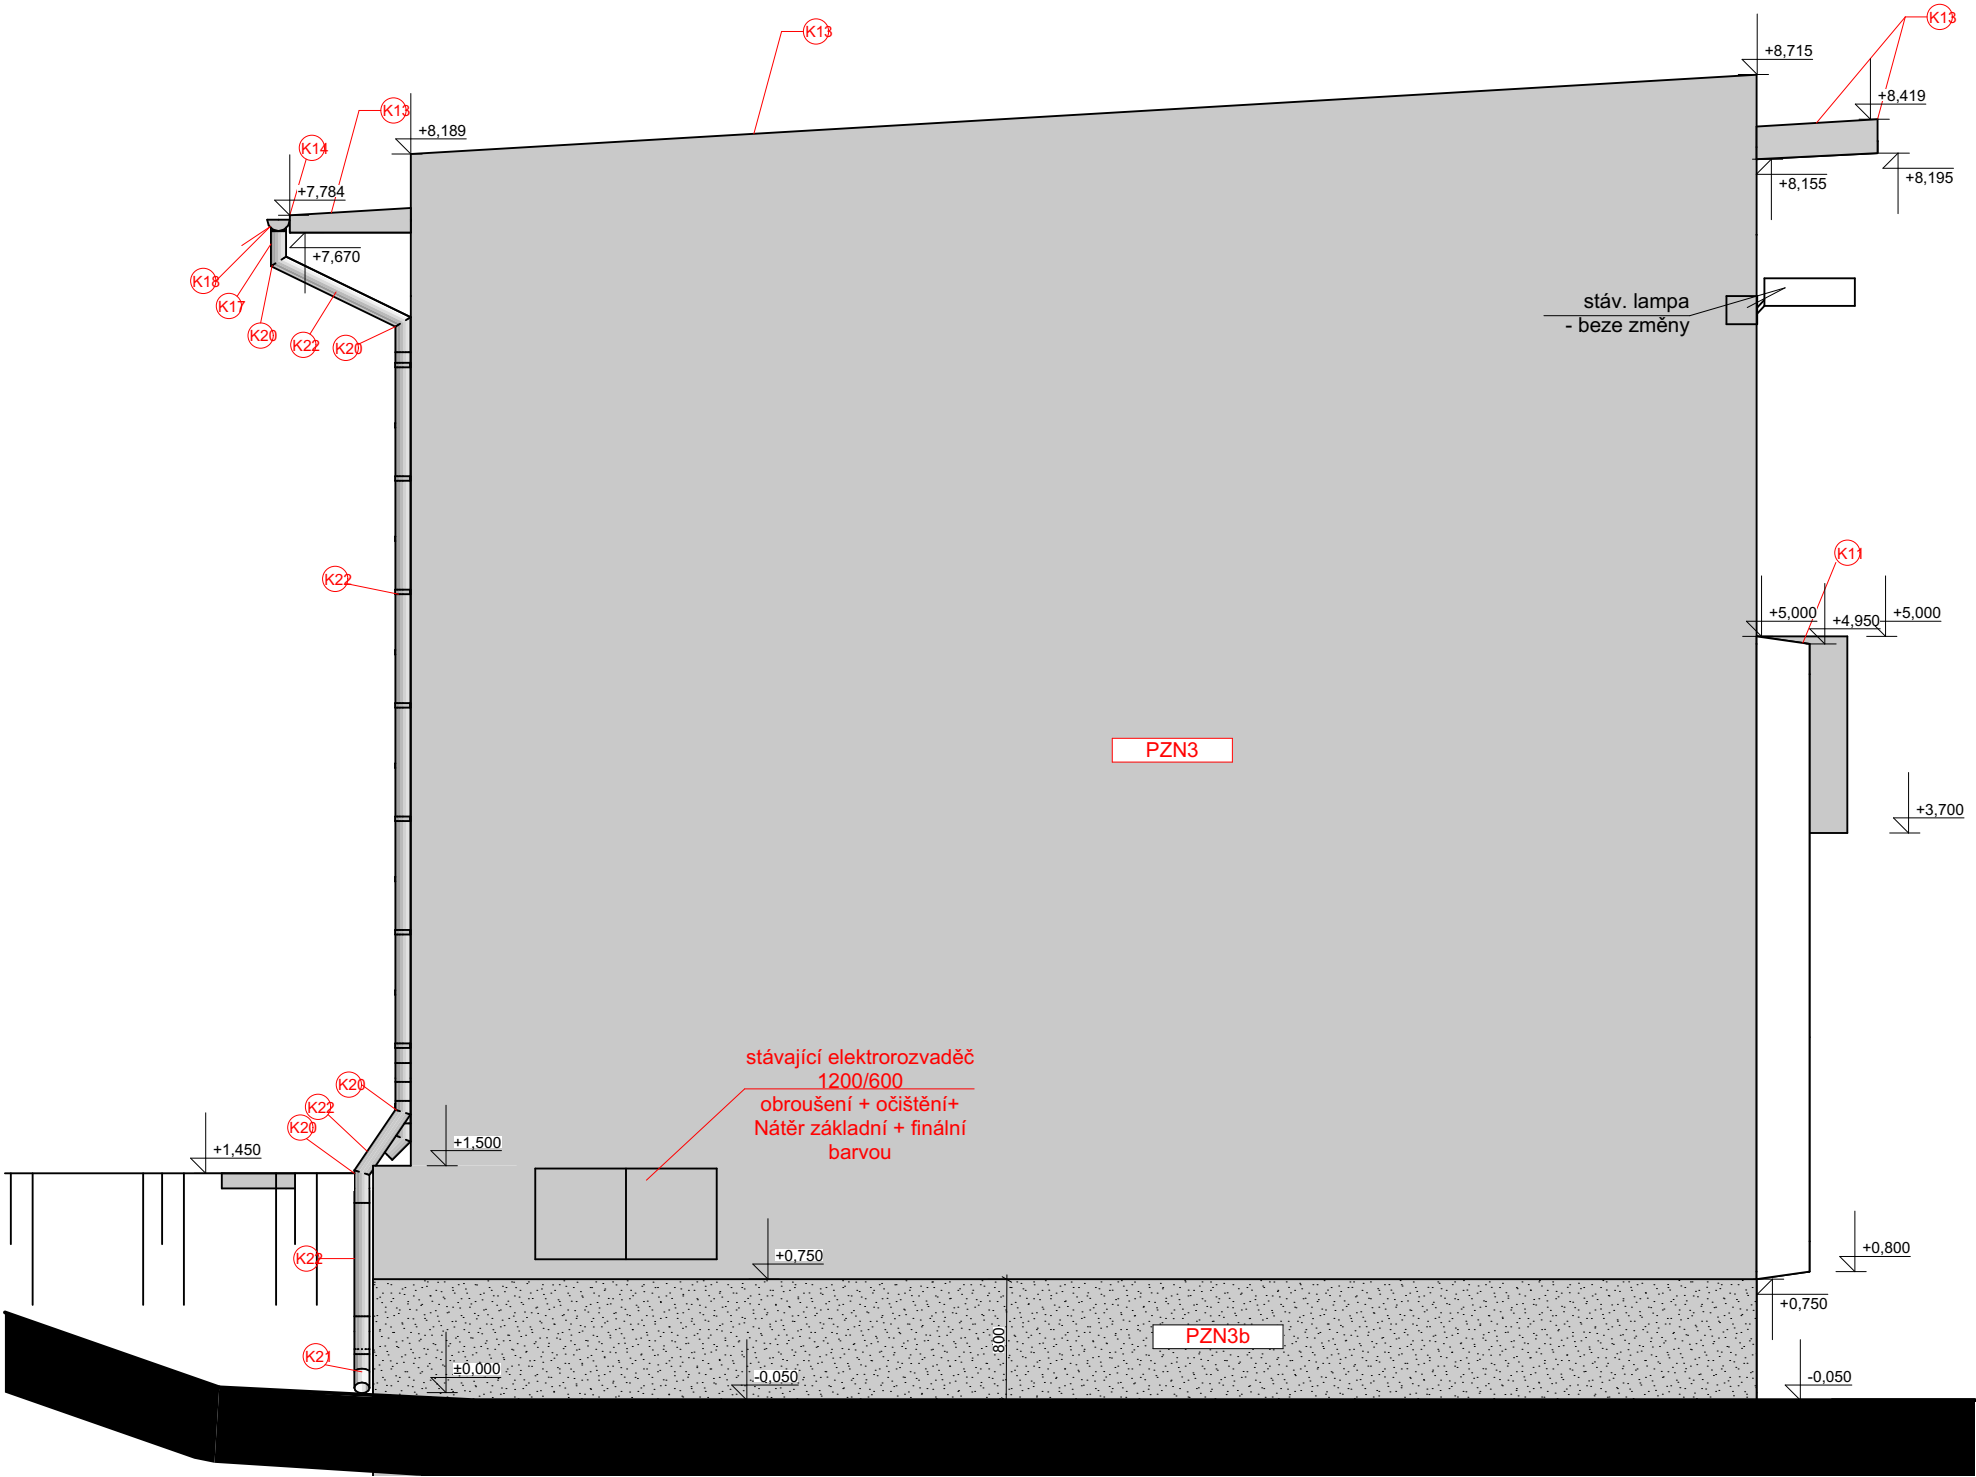 K13
K13
+8,715
+8,419
K13
+8,189
K14
+7,784
+8,155
+8,195
+7,670
K18
K17
K20
K22
K20
stáv. lampa
- beze změny
K11
K22
+5,000
+4,950
+5,000
PZN3
+3,700
stávající elektrorozvaděč
1200/600
obroušení + očištění+
Nátěr základní + finální
barvou
K20
K22
K20
+1,450
+1,500
K22
+0,750
+0,800
+0,750
800
PZN3b
K21
±0,000
-0,050
-0,050